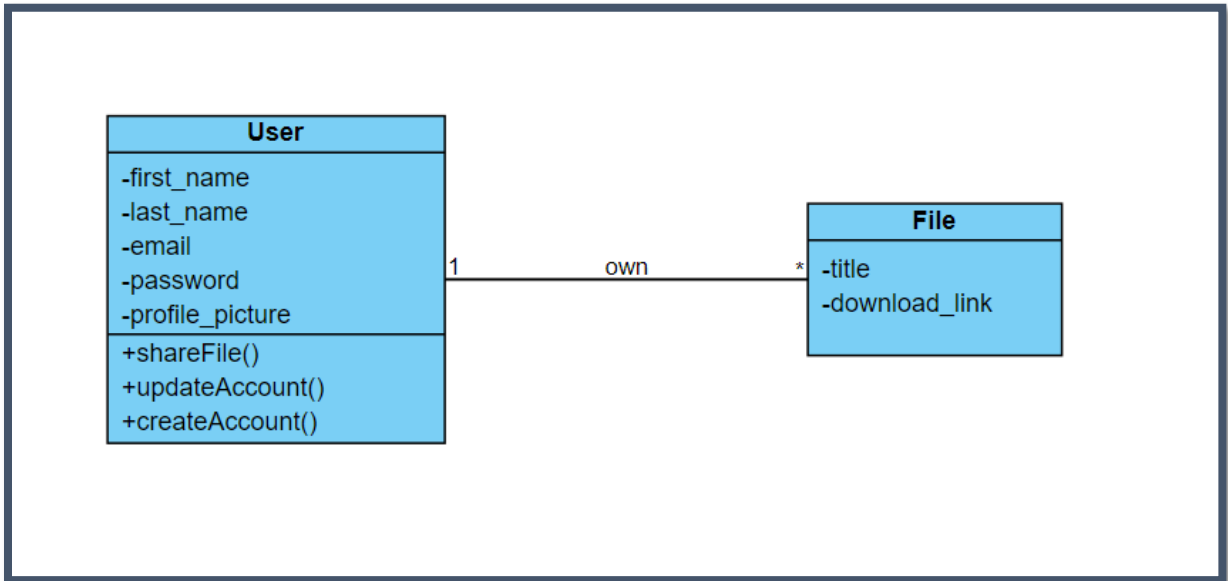 User
-first_name
-last_name
-email
-password
-profile_picture
+shareFile()
+updateAccount()
+createAccount()
1
own
*
File
-title
-download_link